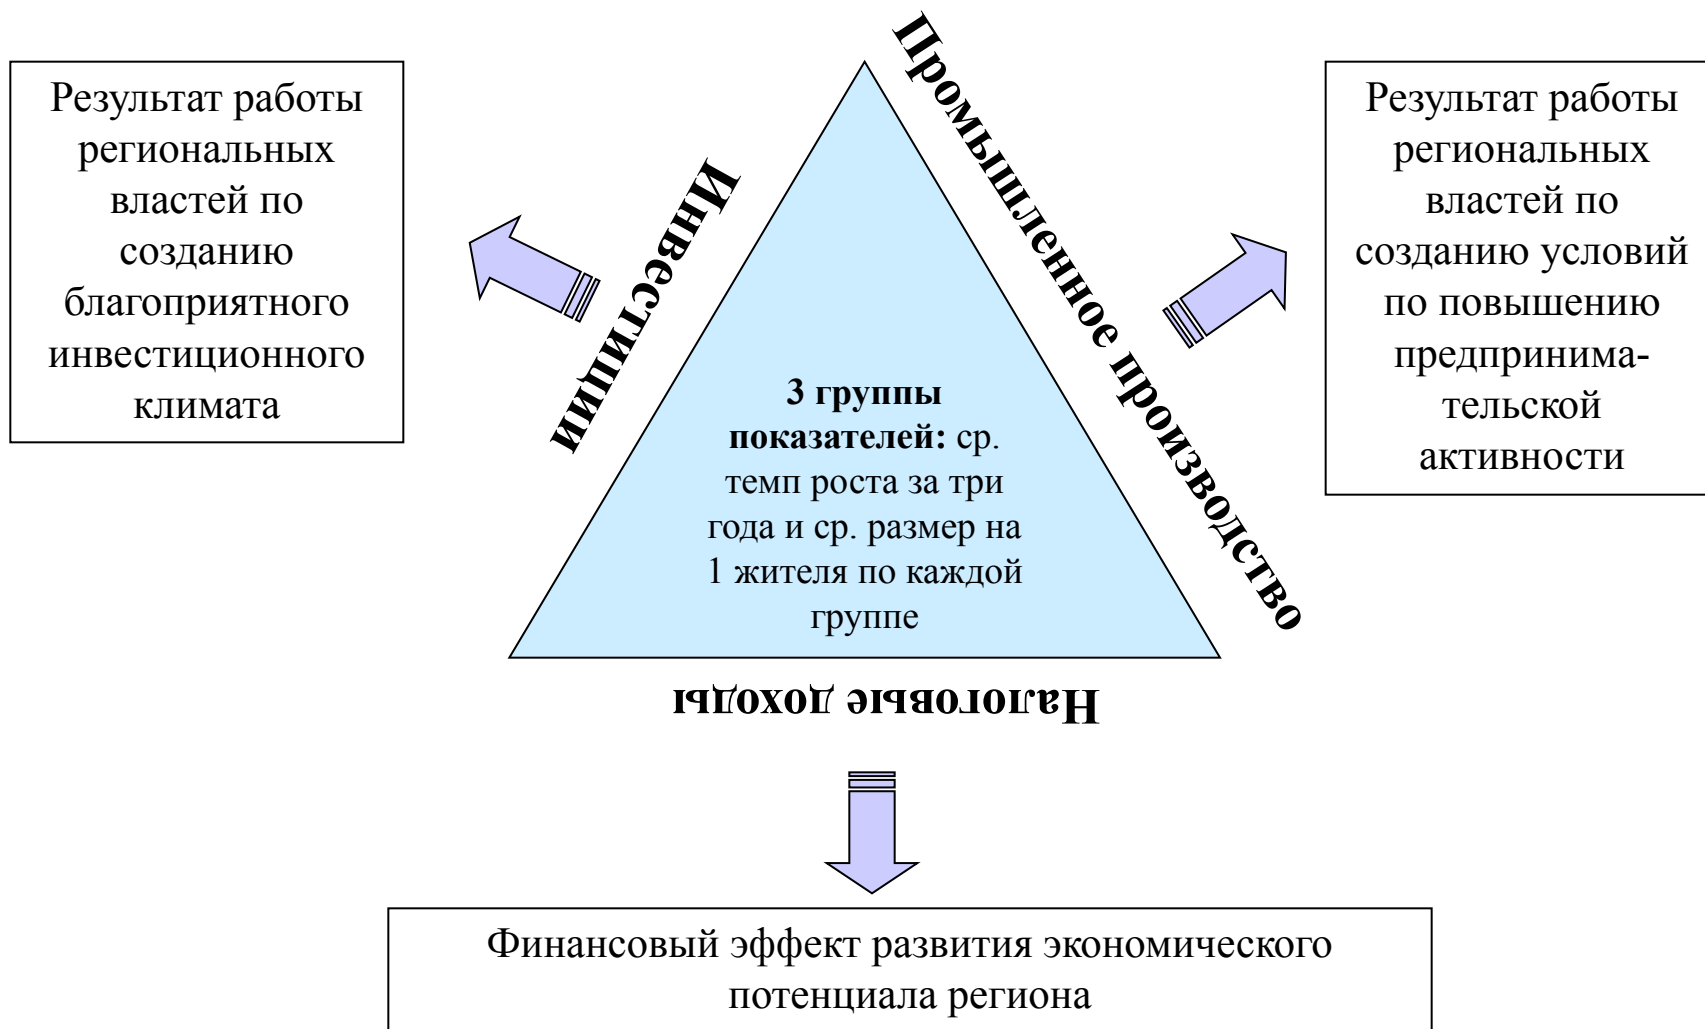 Результат работы
региональных
властей по
созданию
благоприятного
инвестиционного
климата
Инвестиции
3 группы
показателей: ср.
темп роста за три
года и ср. размер на
1 жителя по каждой
группе
Промышленное производство
Результат работы
региональных
властей по
созданию условий
по повышению
предпринима-
тельской
активности
Налоговые доходы
Финансовый эффект развития экономического
потенциала региона